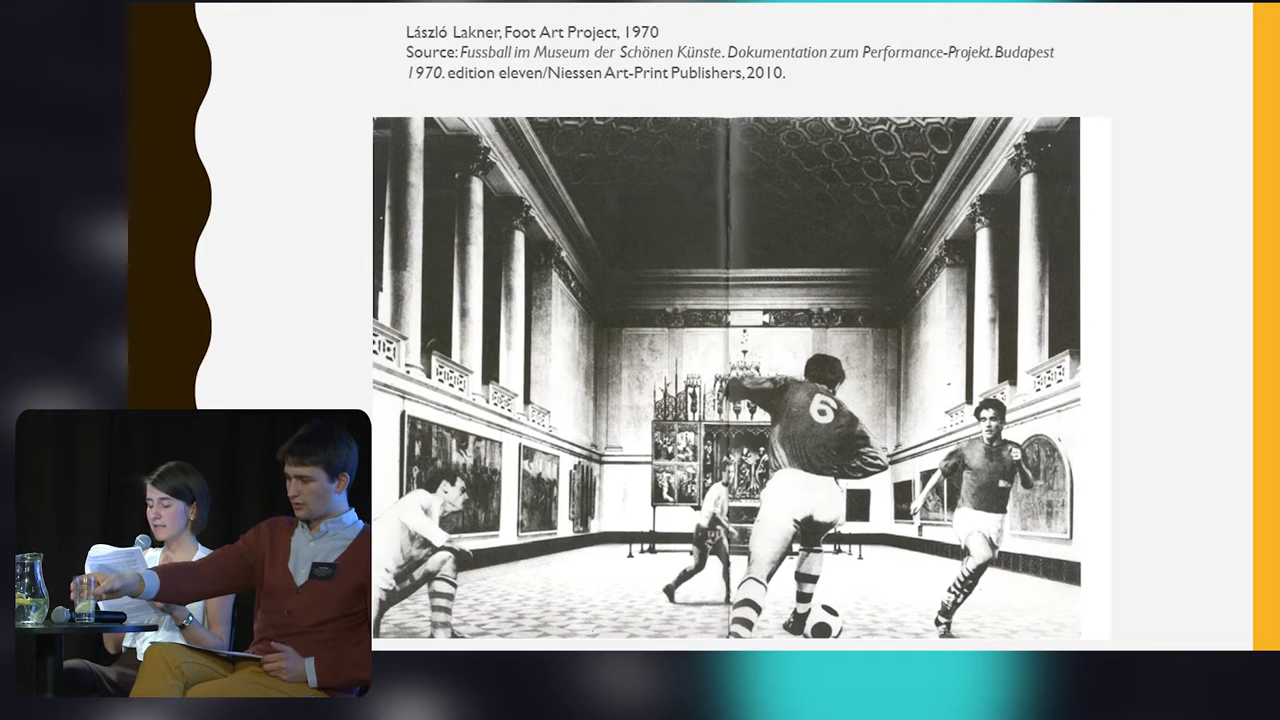 László Lakner, Foot Art Project, 1970
Source: Fussball im Museum der Schönen Künste. Dokumentation zum Performance-Projekt. Budapest
1970. edition eleven/Niessen Art-Print Publishers, 2010.
6